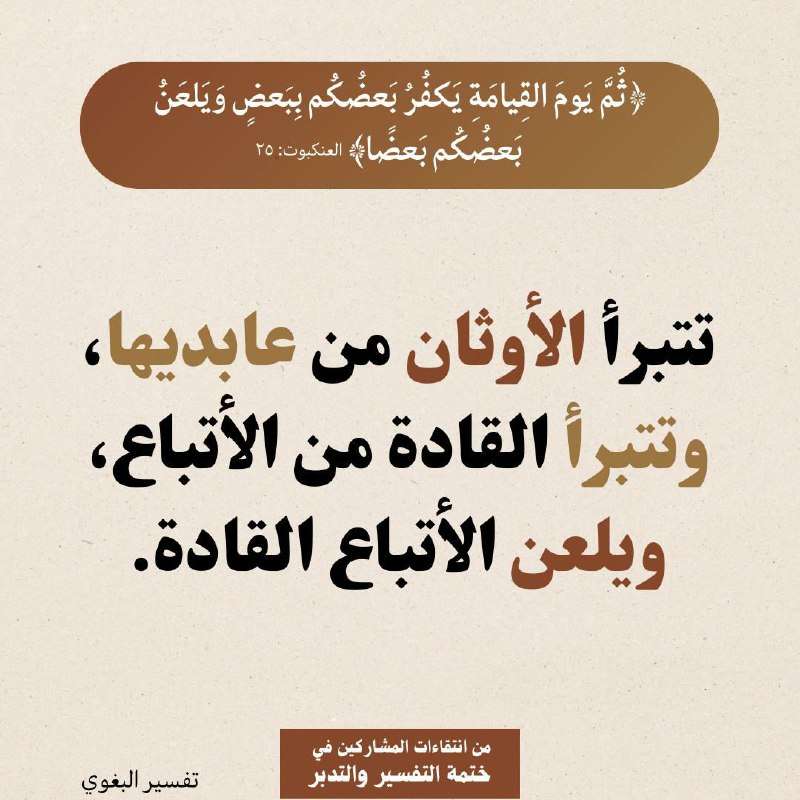 ﴿ثُمَّ يَومَ القِيامَةِ يَكفُرُ بَعضُكُم بِبَعضٍ وَيَلعَنُ
بَعضُكُم بَعضًا﴾ العنكبوت: ٢٥
تتبرأ الأوثان من عابديها،
وتتبرأ القادة من الأتباع،
ويلعن الأتباع القادة.
من انتقاءات المشاركين في
ختمة التفسير والتدبر
تفسير البغوي